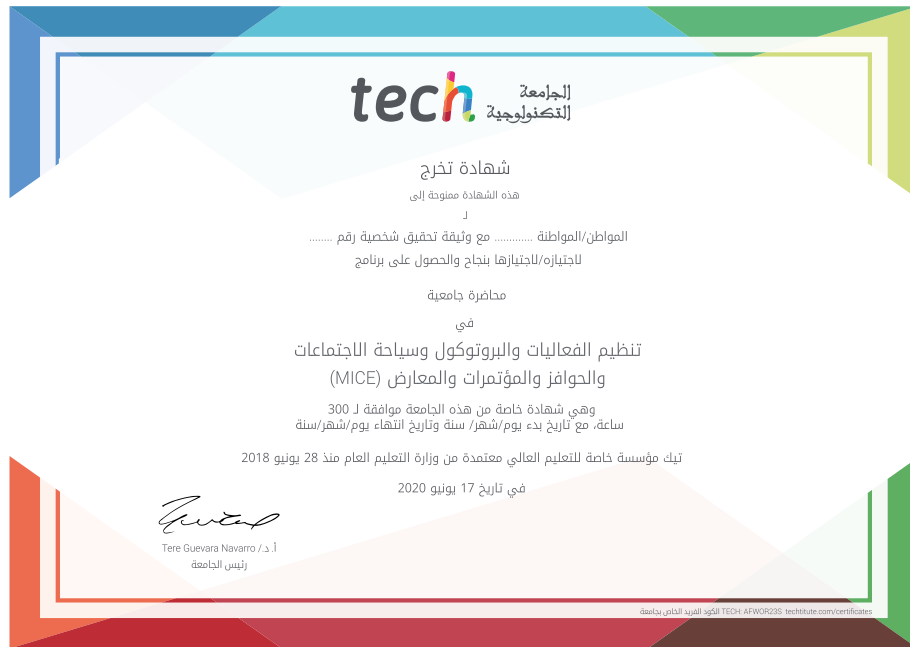 tech الجامعة
التكنولوجية
شهادة تخرج
هذه الشهادة ممنوحة إلى
لـ
المواطن/المواطنة ............. مع وثيقة تحقيق شخصية رقم ........
لاجتيازه/لاجتيازها بنجاح والحصول على برنامج
محاضرة جامعية
في
تنظيم الفعاليات والبروتوكول وسياحة الاجتماعات
والحوافز والمؤتمرات والمعارض (MICE)
وهي شهادة خاصة من هذه الجامعة موافقة لـ 300
ساعة، مع تاريخ بدء يوم/شهر/ سنة وتاريخ انتهاء يوم/شهر/سنة
تيك مؤسسة خاصة للتعليم العالي معتمدة من وزارة التعليم العام منذ 28 يونيو 2018
في تاريخ 17 يونيو 2020
أ. د./ Tere Guevara Navarro
رئيس الجامعة
الكود الفريد الخاص بجامعة TECH: AFWOR23S techtitute.com/certificates